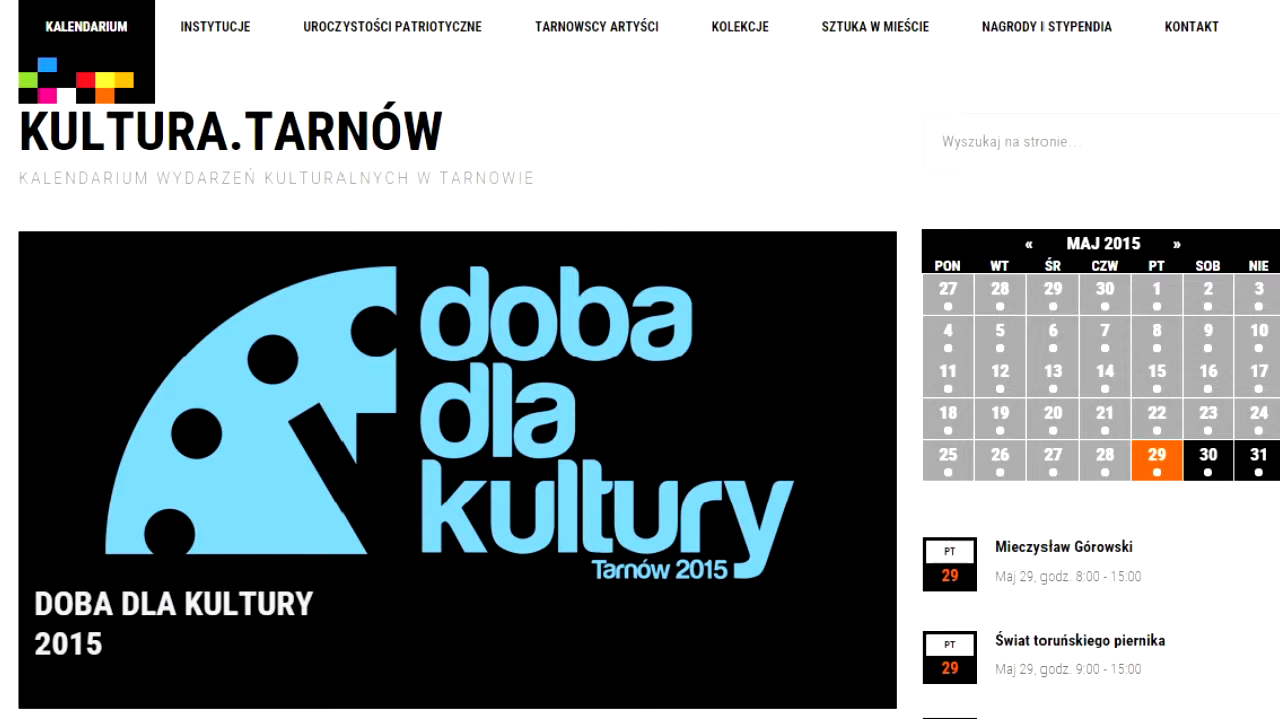 KALENDARIUM INSTYTUCJE UROCZYSTOŚCI PATRIOTYCZNE TARNOWSCY ARTYŚCI KOLEKCJE SZTUKA W MIEŚCIE NAGRODY I STYPENDIA KONTAKT
KULTURA.TARNÓW
KALENDARIUM WYDARZEŃ KULTURALNYCH W TARNOWIE
Wyszukaj na stronie...
doba
dla
kultury
Tarnów 2015
DOBA DLA KULTURY
2015
« MAJ 2015 »
PON WT ŚR CZW PT SOB NIE
27 28 29 30 1 2 3
4 5 6 7 8 9 10
11 12 13 14 15 16 17
18 19 20 21 22 23 24
25 26 27 28 29 30 31
PT
29
Mieczysław Górowski
Maj 29, godz. 8:00 - 15:00
PT
29
Świat toruńskiego piernika
Maj 29, godz. 9:00 - 15:00